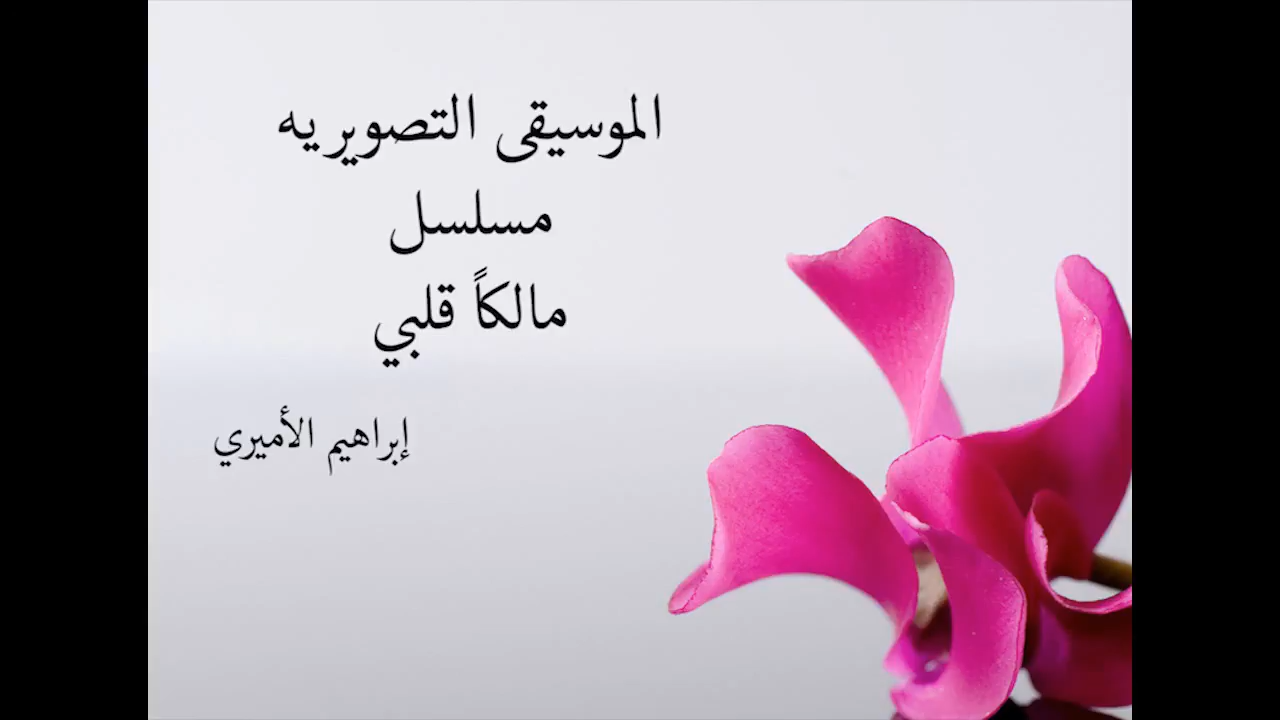 الموسيقى التصويريه
مسلسل
مالكاً قلبي
إبراهيم الأميري